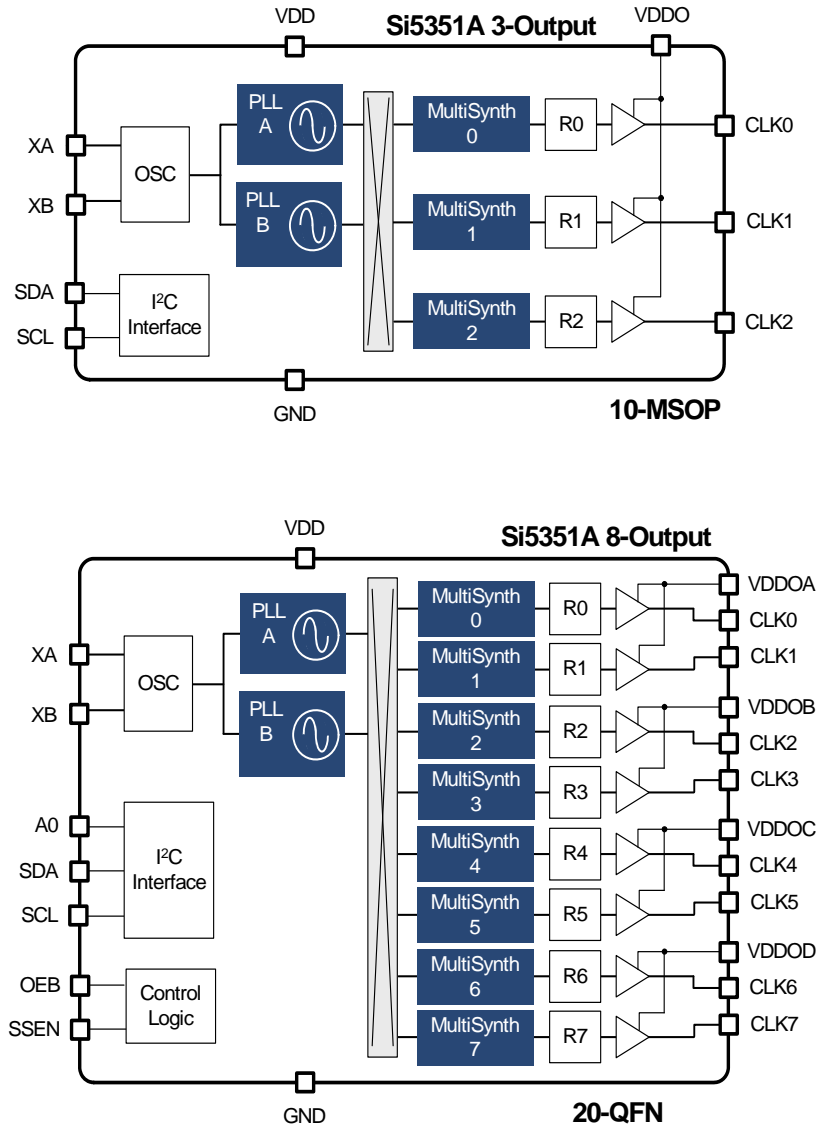 VDD
Si5351A 3-Output
VDDO
XA
XB
SDA
SCL
OSC
I²C
Interface
PLL
A
PLL
B
MultiSynth
0
R0
CLK0
MultiSynth
1
R1
CLK1
MultiSynth
2
R2
CLK2
GND
10-MSOP
VDD
Si5351A 8-Output
XA
XB
OSC
A0
SDA
SCL
I²C
Interface
OEB
SSEN
Control
Logic
PLL
A
PLL
B
MultiSynth
0
R0
VDDOA
CLK0
MultiSynth
1
R1
CLK1
MultiSynth
2
R2
VDDOB
CLK2
MultiSynth
3
R3
CLK3
MultiSynth
4
R4
VDDOC
CLK4
MultiSynth
5
R5
CLK5
MultiSynth
6
R6
VDDOD
CLK6
MultiSynth
7
R7
CLK7
GND
20-QFN